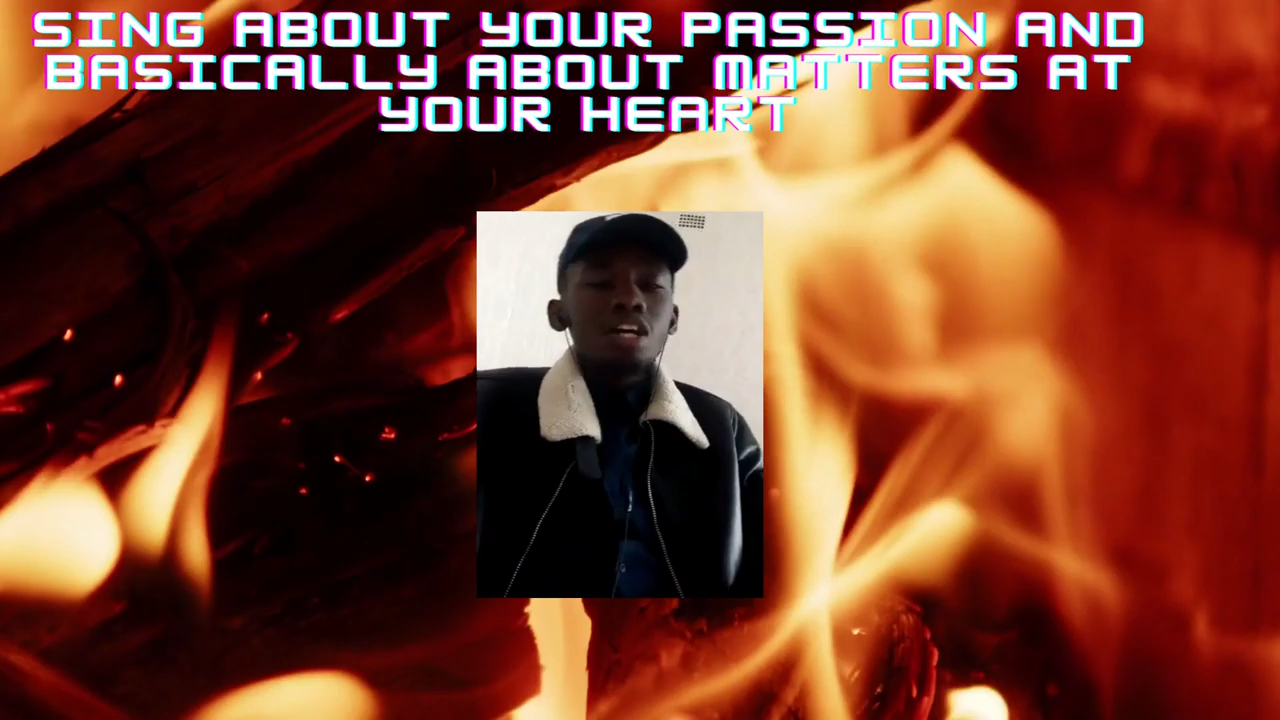 SING ABOUT YOUR PASSION AND
BASICALLY ABOUT MATTERS AT
YOUR HEART